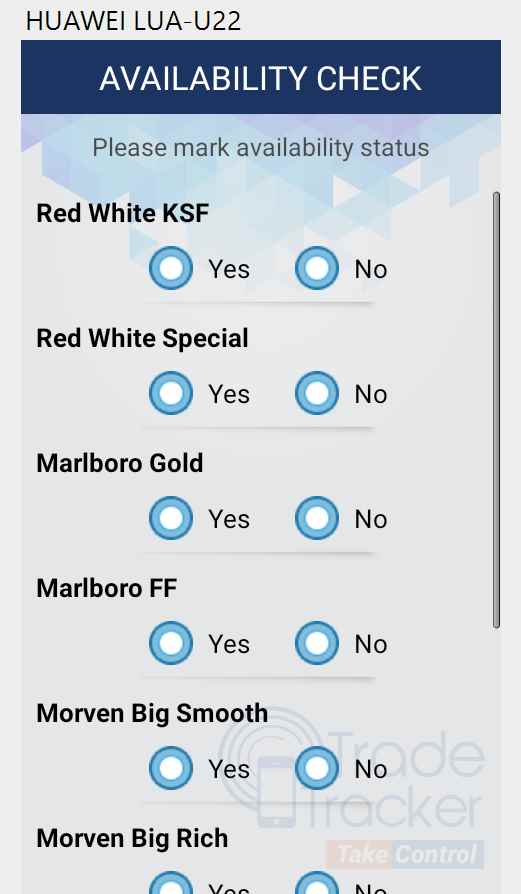 HUAWEI LUA-U22
AVAILABILITY CHECK
Please mark availability status
Red White KSF
Yes No
Red White Special
Yes No
Marlboro Gold
Yes No
Marlboro FF
Yes No
Morven Big Smooth
Yes No
Trade
Tracker
Morven Big Rich
Take Control
Yes No